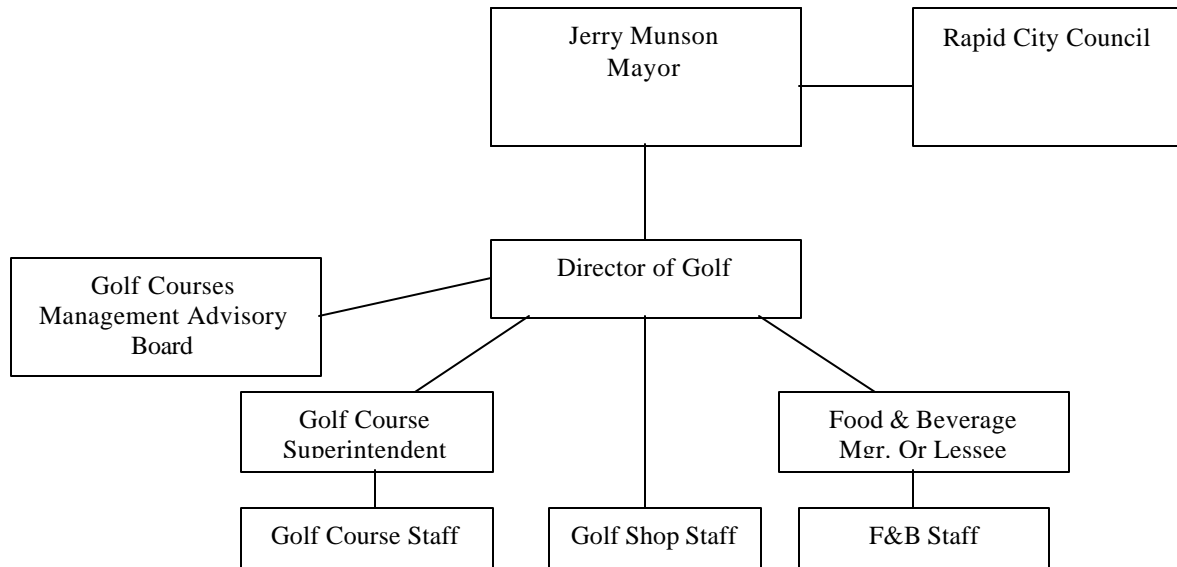 Jerry Munson
Mayor
Rapid City Council
Director of Golf
Golf Courses
Management Advisory
Board
Golf Course
Superintendent
Food & Beverage
Mgr. Or Lessee
Golf Course Staff
Golf Shop Staff
F&B Staff